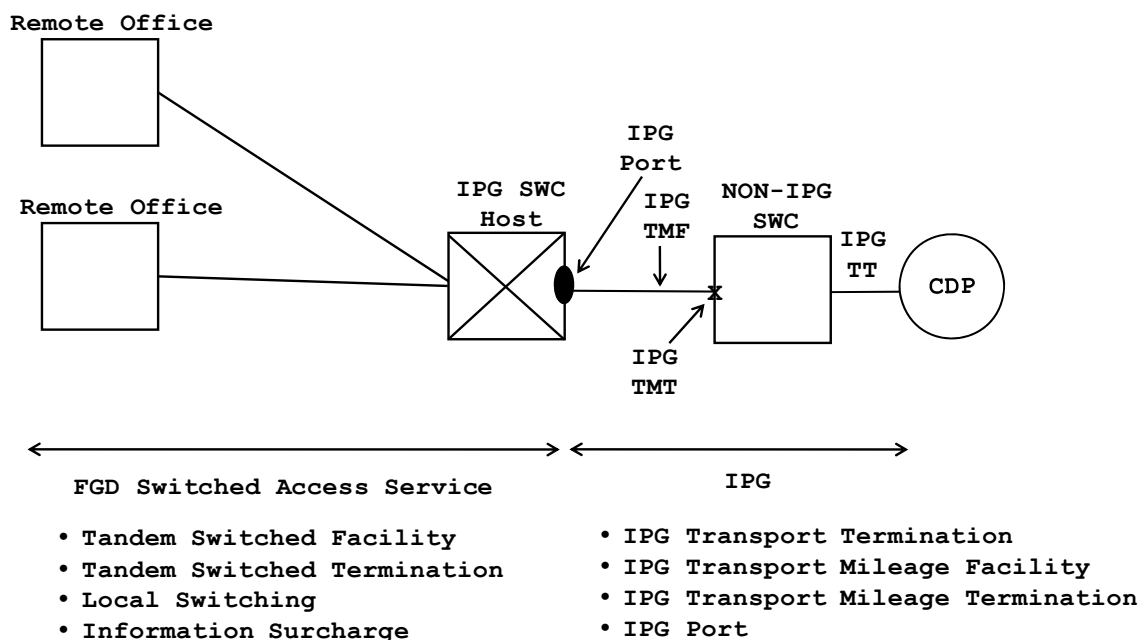 Remote Office
Remote Office
IPG SWC
Host
IPG
Port
IPG
TMF
NON-IPG
SWC
IPG
TT
CDP
IPG
TMT
FGD Switched Access Service
• Tandem Switched Facility
• Tandem Switched Termination
• Local Switching
• Information Surcharge
IPG
• IPG Transport Termination
• IPG Transport Mileage Facility
• IPG Transport Mileage Termination
• IPG Port